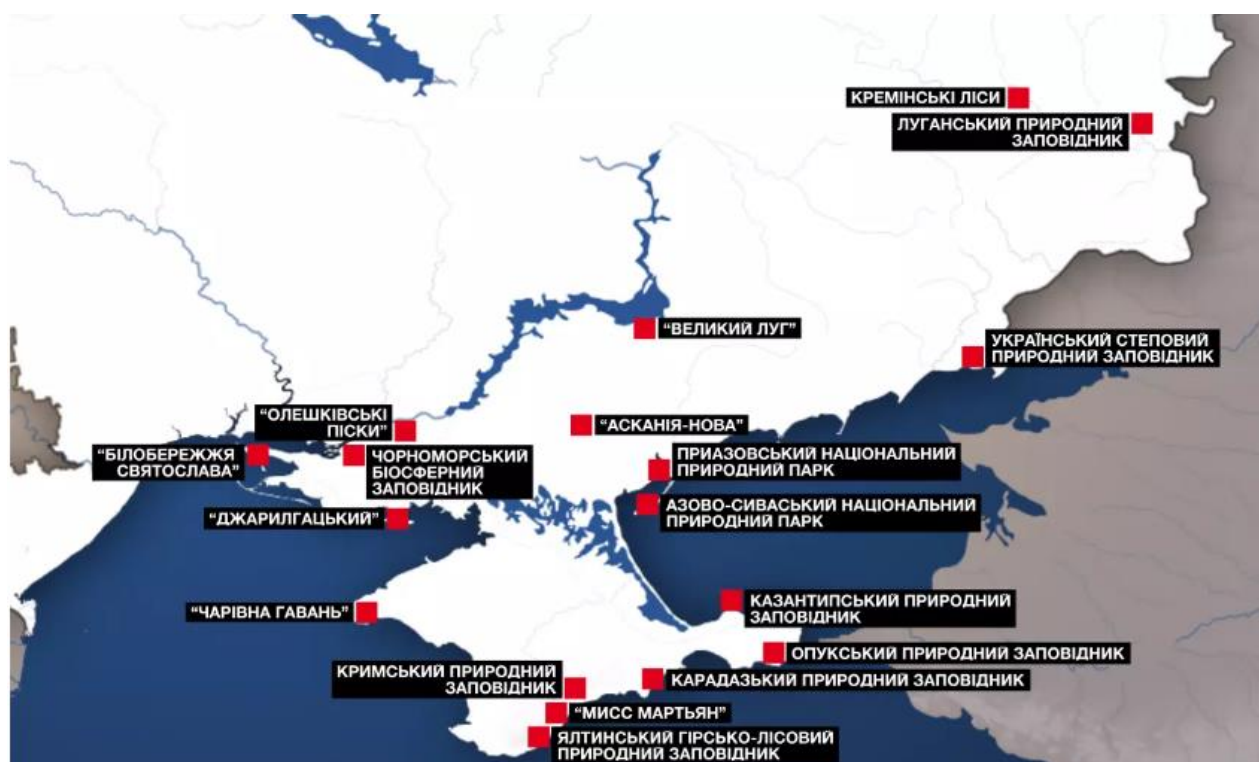 КРЕМІНСЬКІ ЛІСИ
ЛУГАНСЬКИЙ ПРИРОДНИЙ
ЗАПОВІДНИК
“ВЕЛИКИЙ ЛУГ”
УКРАЇНСЬКИЙ СТЕПОВИЙ
ПРИРОДНИЙ ЗАПОВІДНИК
“ОЛЕШКІВСЬКІ
ПІСКИ”
“АСКАНІЯ-НОВА”
“БІЛОБЕРЕЖЖЯ
СВЯТОСЛАВА”
ЧОРНОМОРСЬКИЙ
БІОСФЕРНИЙ
ЗАПОВІДНИК
ПРИАЗОВСЬКИЙ НАЦІОНАЛЬНИЙ
ПРИРОДНИЙ ПАРК
АЗОВО-СИВАСЬКИЙ НАЦІОНАЛЬНИЙ
ПРИРОДНИЙ ПАРК
“ДЖАРИЛГАЦЬКИЙ”
“ЧАРІВНА ГАВАНЬ”
КАЗАНТИПСЬКИЙ ПРИРОДНИЙ
ЗАПОВІДНИК
ОПУКСЬКИЙ ПРИРОДНИЙ ЗАПОВІДНИК
КРИМСЬКИЙ ПРИРОДНИЙ
ЗАПОВІДНИК
КАРАДАЗЬКИЙ ПРИРОДНИЙ ЗАПОВІДНИК
“МИСС МАРТЬЯН”
ЯЛТИНСЬКИЙ ГІРСЬКО-ЛІСОВИЙ
ПРИРОДНИЙ ЗАПОВІДНИК